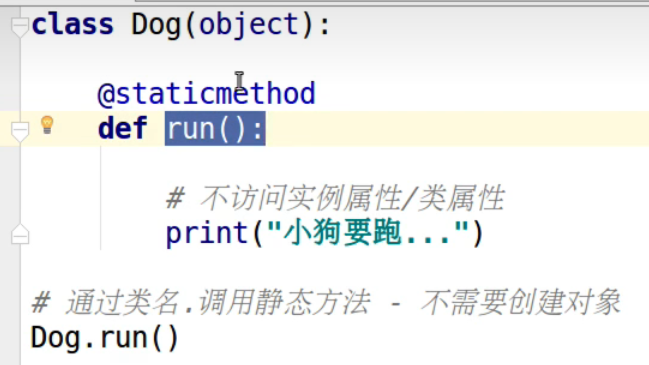 class Dog(object):
@staticmethod
def run():
# 不访问实例属性/类属性
print("小狗要跑...")
# 通过类名.调用静态方法 - 不需要创建对象
Dog.run()